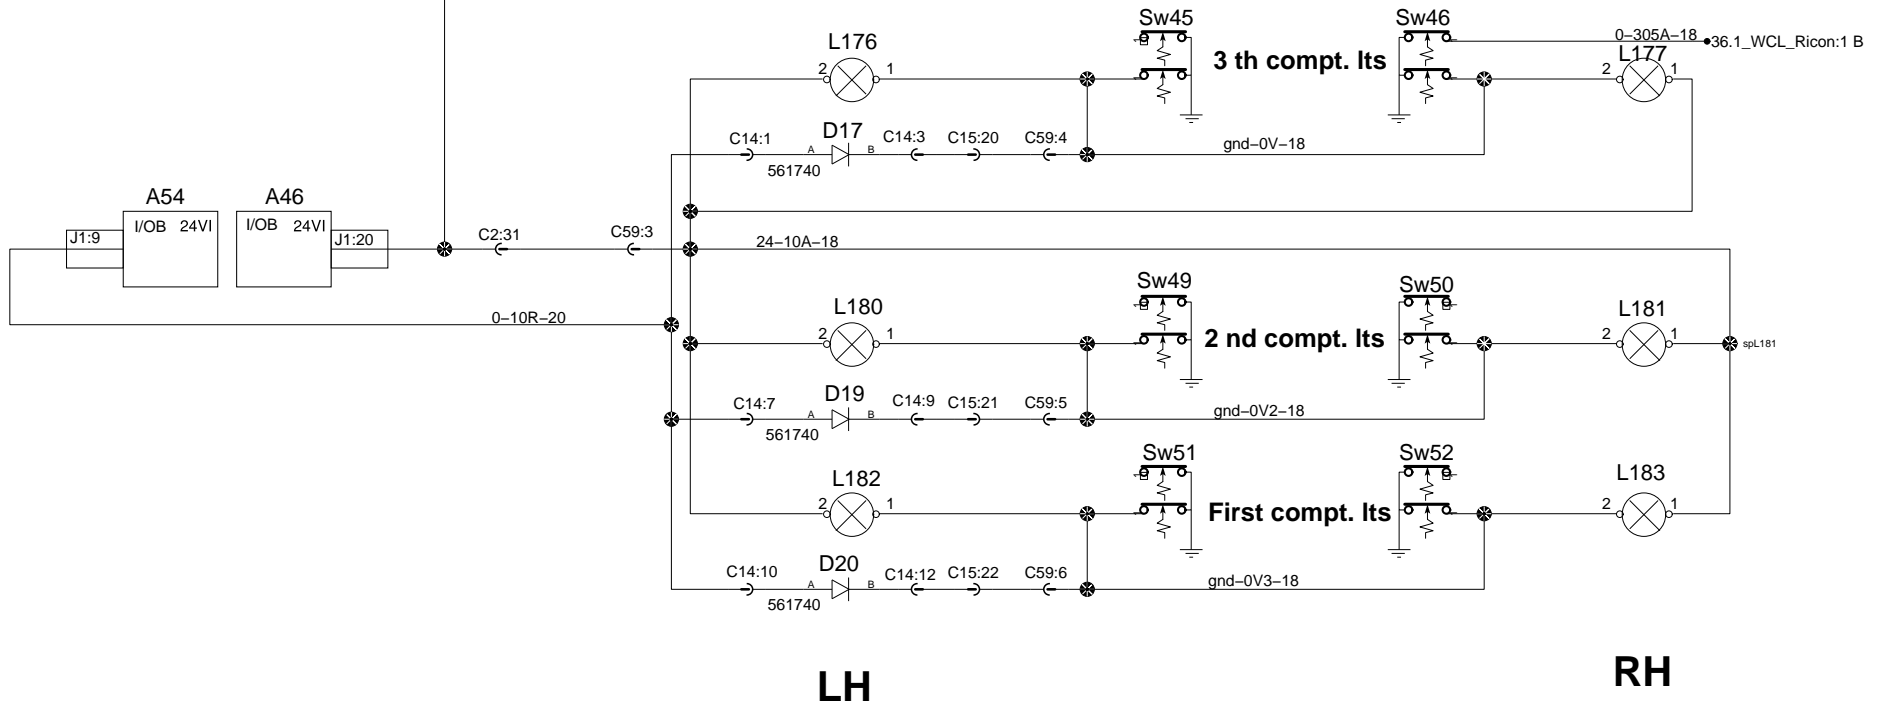 Sw45
Sw46
0-305A-18
36.1_WCL_Ricon:1 B
L176
3 th compt. lts
L177
2
1
2
1
C14:1
D17
C14:3
C15:20
C59:4
gnd-0V-18
A
B
561740
A54
A46
I/OB
24VI
I/OB
24VI
J1:9
J1:20
C2:31
C59:3
24-10A-18
0-10R-20
Sw49
Sw50
L180
L181
2
1
2 nd compt. lts
2
1
spL181
C14:7
D19
C14:9
C15:21
C59:5
gnd-0V2-18
A
B
561740
Sw51
Sw52
L182
L183
2
1
First compt. lts
2
1
C14:10
D20
C14:12
C15:22
C59:6
gnd-0V3-18
A
B
561740
LH
RH